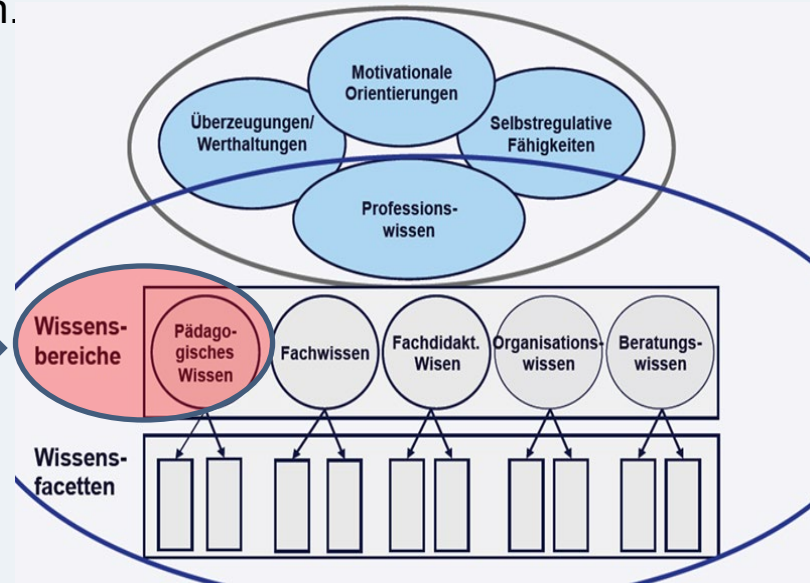 n.
Motivationale
Orientierungen
Überzeugungen/
Werthaltungen
Selbstregulative
Fähigkeiten
Professions-
wissen
Wissens-
bereiche
Pädago-
gisches
Wissen
Fachwissen
Fachdidakt.
Wisen
Organisations-
wissen
Beratungs-
wissen
Wissens-
facetten